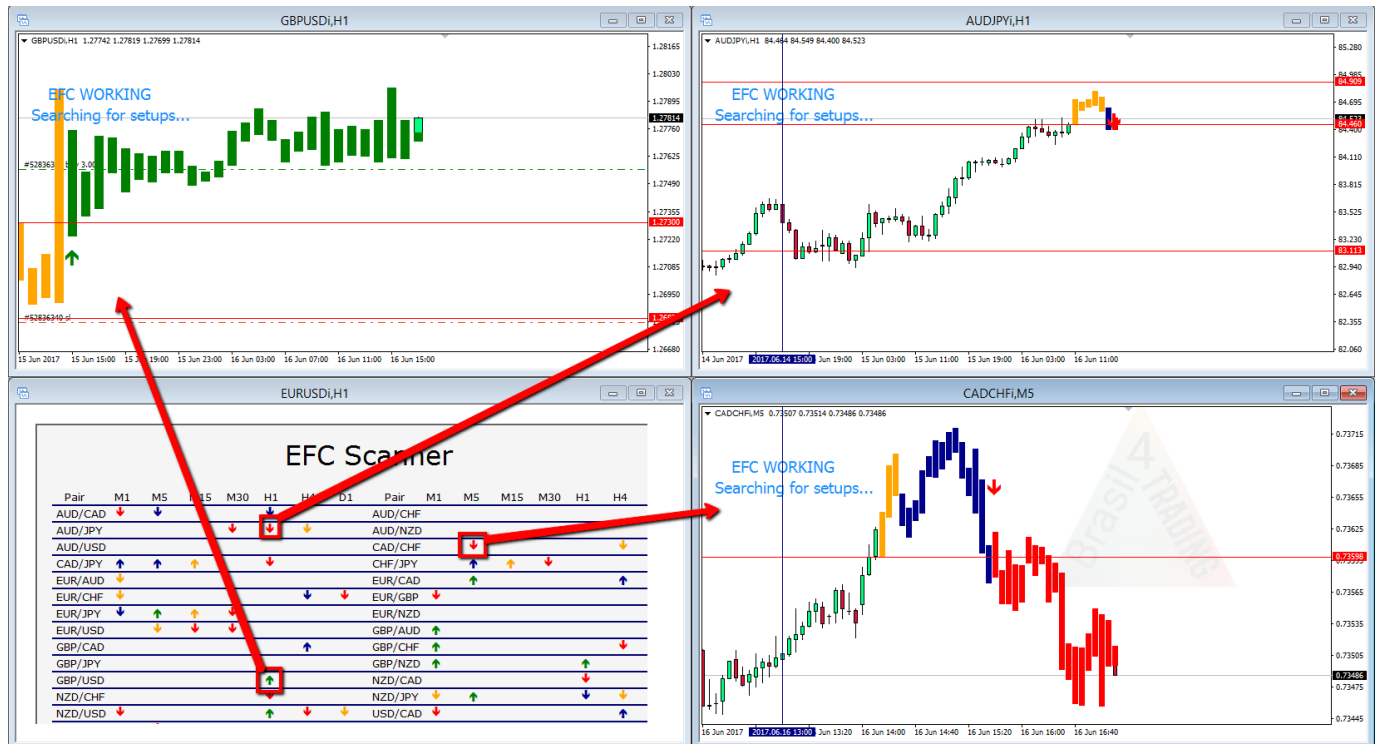 GBPUSDi,H1
GBPUSDi,H1 1.27742 1.27819 1.27699 1.27814
EFC WORKING
Searching for setups...
1.28165
1.28030
1.27895
1.27814
1.27760
1.27625
1.27490
1.27355
1.27300
1.27220
1.27085
1.26950
1.26680
#52836340 sl
15 Jun 2017 15 Jun 15:00 15 Jun 19:00 15 Jun 23:00 16 Jun 03:00 16 Jun 07:00 16 Jun 11:00 16 Jun 15:00
AUDJPYi,H1
AUDJPYi,H1 84.464 84.549 84.400 84.523
EFC WORKING
Searching for setups...
85.280
84.985
84.909
84.695
84.523
84.460
84.400
84.110
83.815
83.525
83.230
83.113
82.940
82.645
82.355
82.060
14 Jun 2017 2017.06.14 15:00 Jun 19:00 15 Jun 03:00 15 Jun 11:00 15 Jun 19:00 16 Jun 03:00 16 Jun 11:00
EURUSDi,H1
EFC Scanner
Pair M1 M5 M15 M30 H1 H4 D1 Pair M1 M5 M15 M30 H1 H4
AUD/CAD AUD/CHF
AUD/JPY AUD/NZD
AUD/USD CAD/CHF
CAD/JPY CHF/JPY
EUR/AUD EUR/CAD
EUR/CHF EUR/GBP
EUR/JPY EUR/NZD
EUR/USD GBP/AUD
GBP/CAD GBP/CHF
GBP/JPY GBP/NZD
GBP/USD NZD/CAD
NZD/CHF NZD/JPY
NZD/USD USD/CAD
CADCHFi,M5
CADCHFi,M5 0.73507 0.73514 0.73486 0.73486
EFC WORKING
Searching for setups...
Brasil 4 TRADING
0.73715
0.73685
0.73655
0.73625
0.73598
0.73595
0.73565
0.73535
0.73505
0.73486
0.73475
0.73445
16 Jun 2017 2017.06.16 13:00 Jun 13:20 16 Jun 14:00 16 Jun 14:40 16 Jun 15:20 16 Jun 16:00 16 Jun 16:40